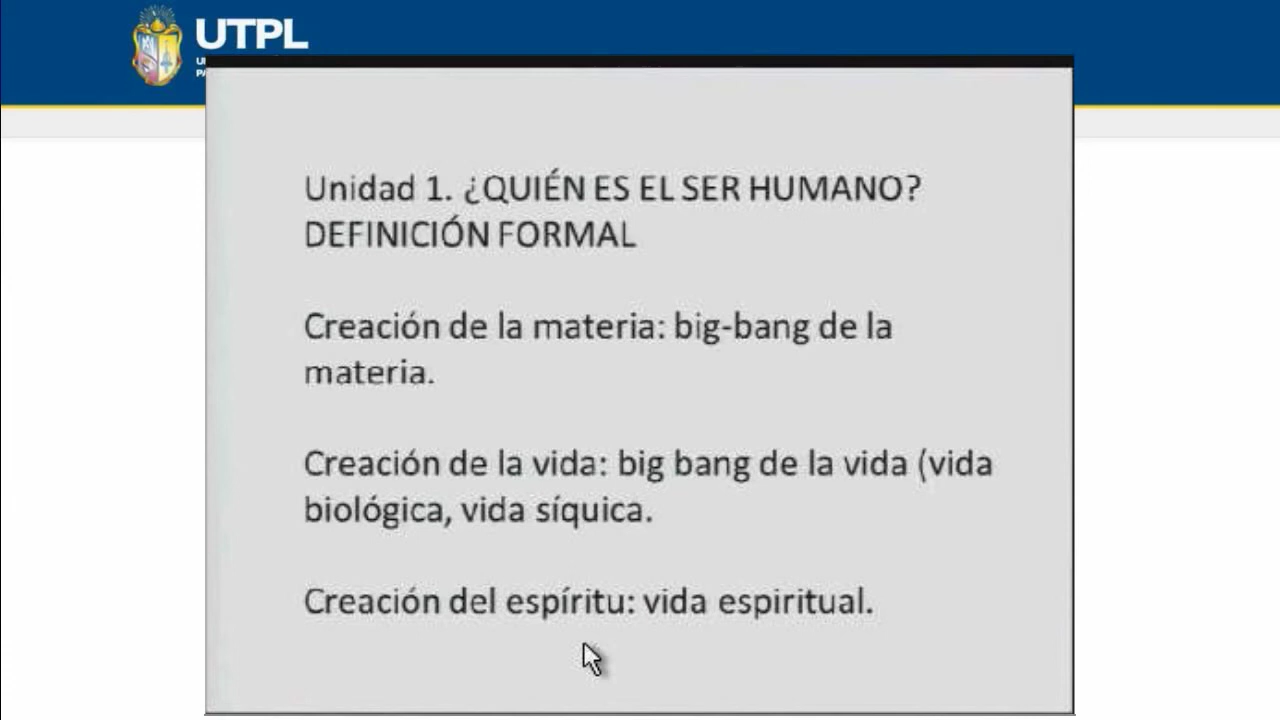 UTPL
Unidad 1. ¿QUIÉN ES EL SER HUMANO?
DEFINICIÓN FORMAL
Creación de la materia: big-bang de la
materia.
Creación de la vida: big bang de la vida (vida
biológica, vida síquica.
Creación del espíritu: vida espiritual.